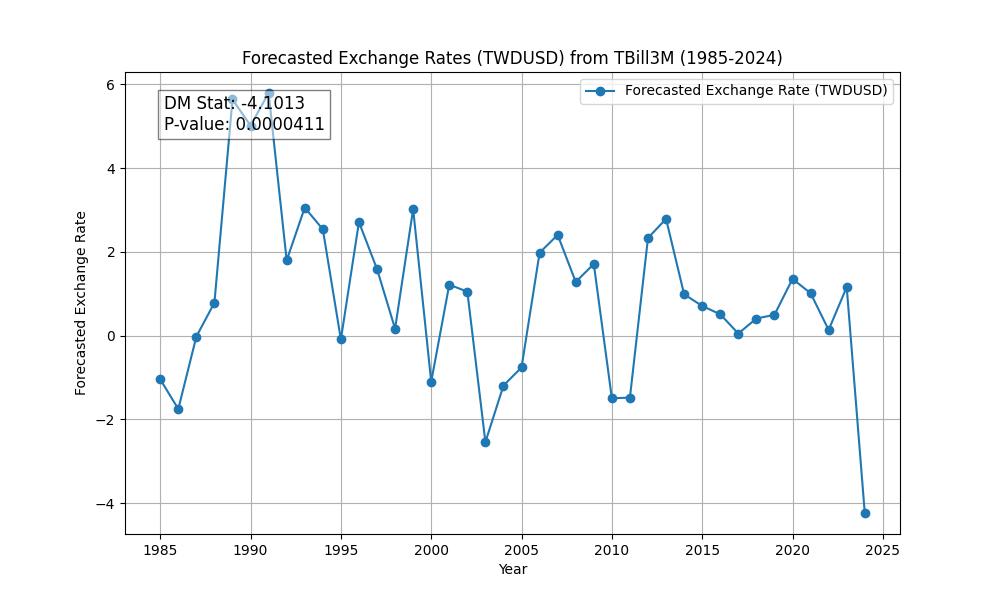 Forecasted Exchange Rates (TWDUSD) from TBill3M (1985-2024)
Forecasted Exchange Rate (TWDUSD)
DM Stat: -4.1013
P-value: 0.0000411
Forecasted Exchange Rate
6
4
2
0
−2
−4
1985 1990 1995 2000 2005 2010 2015 2020 2025
Year